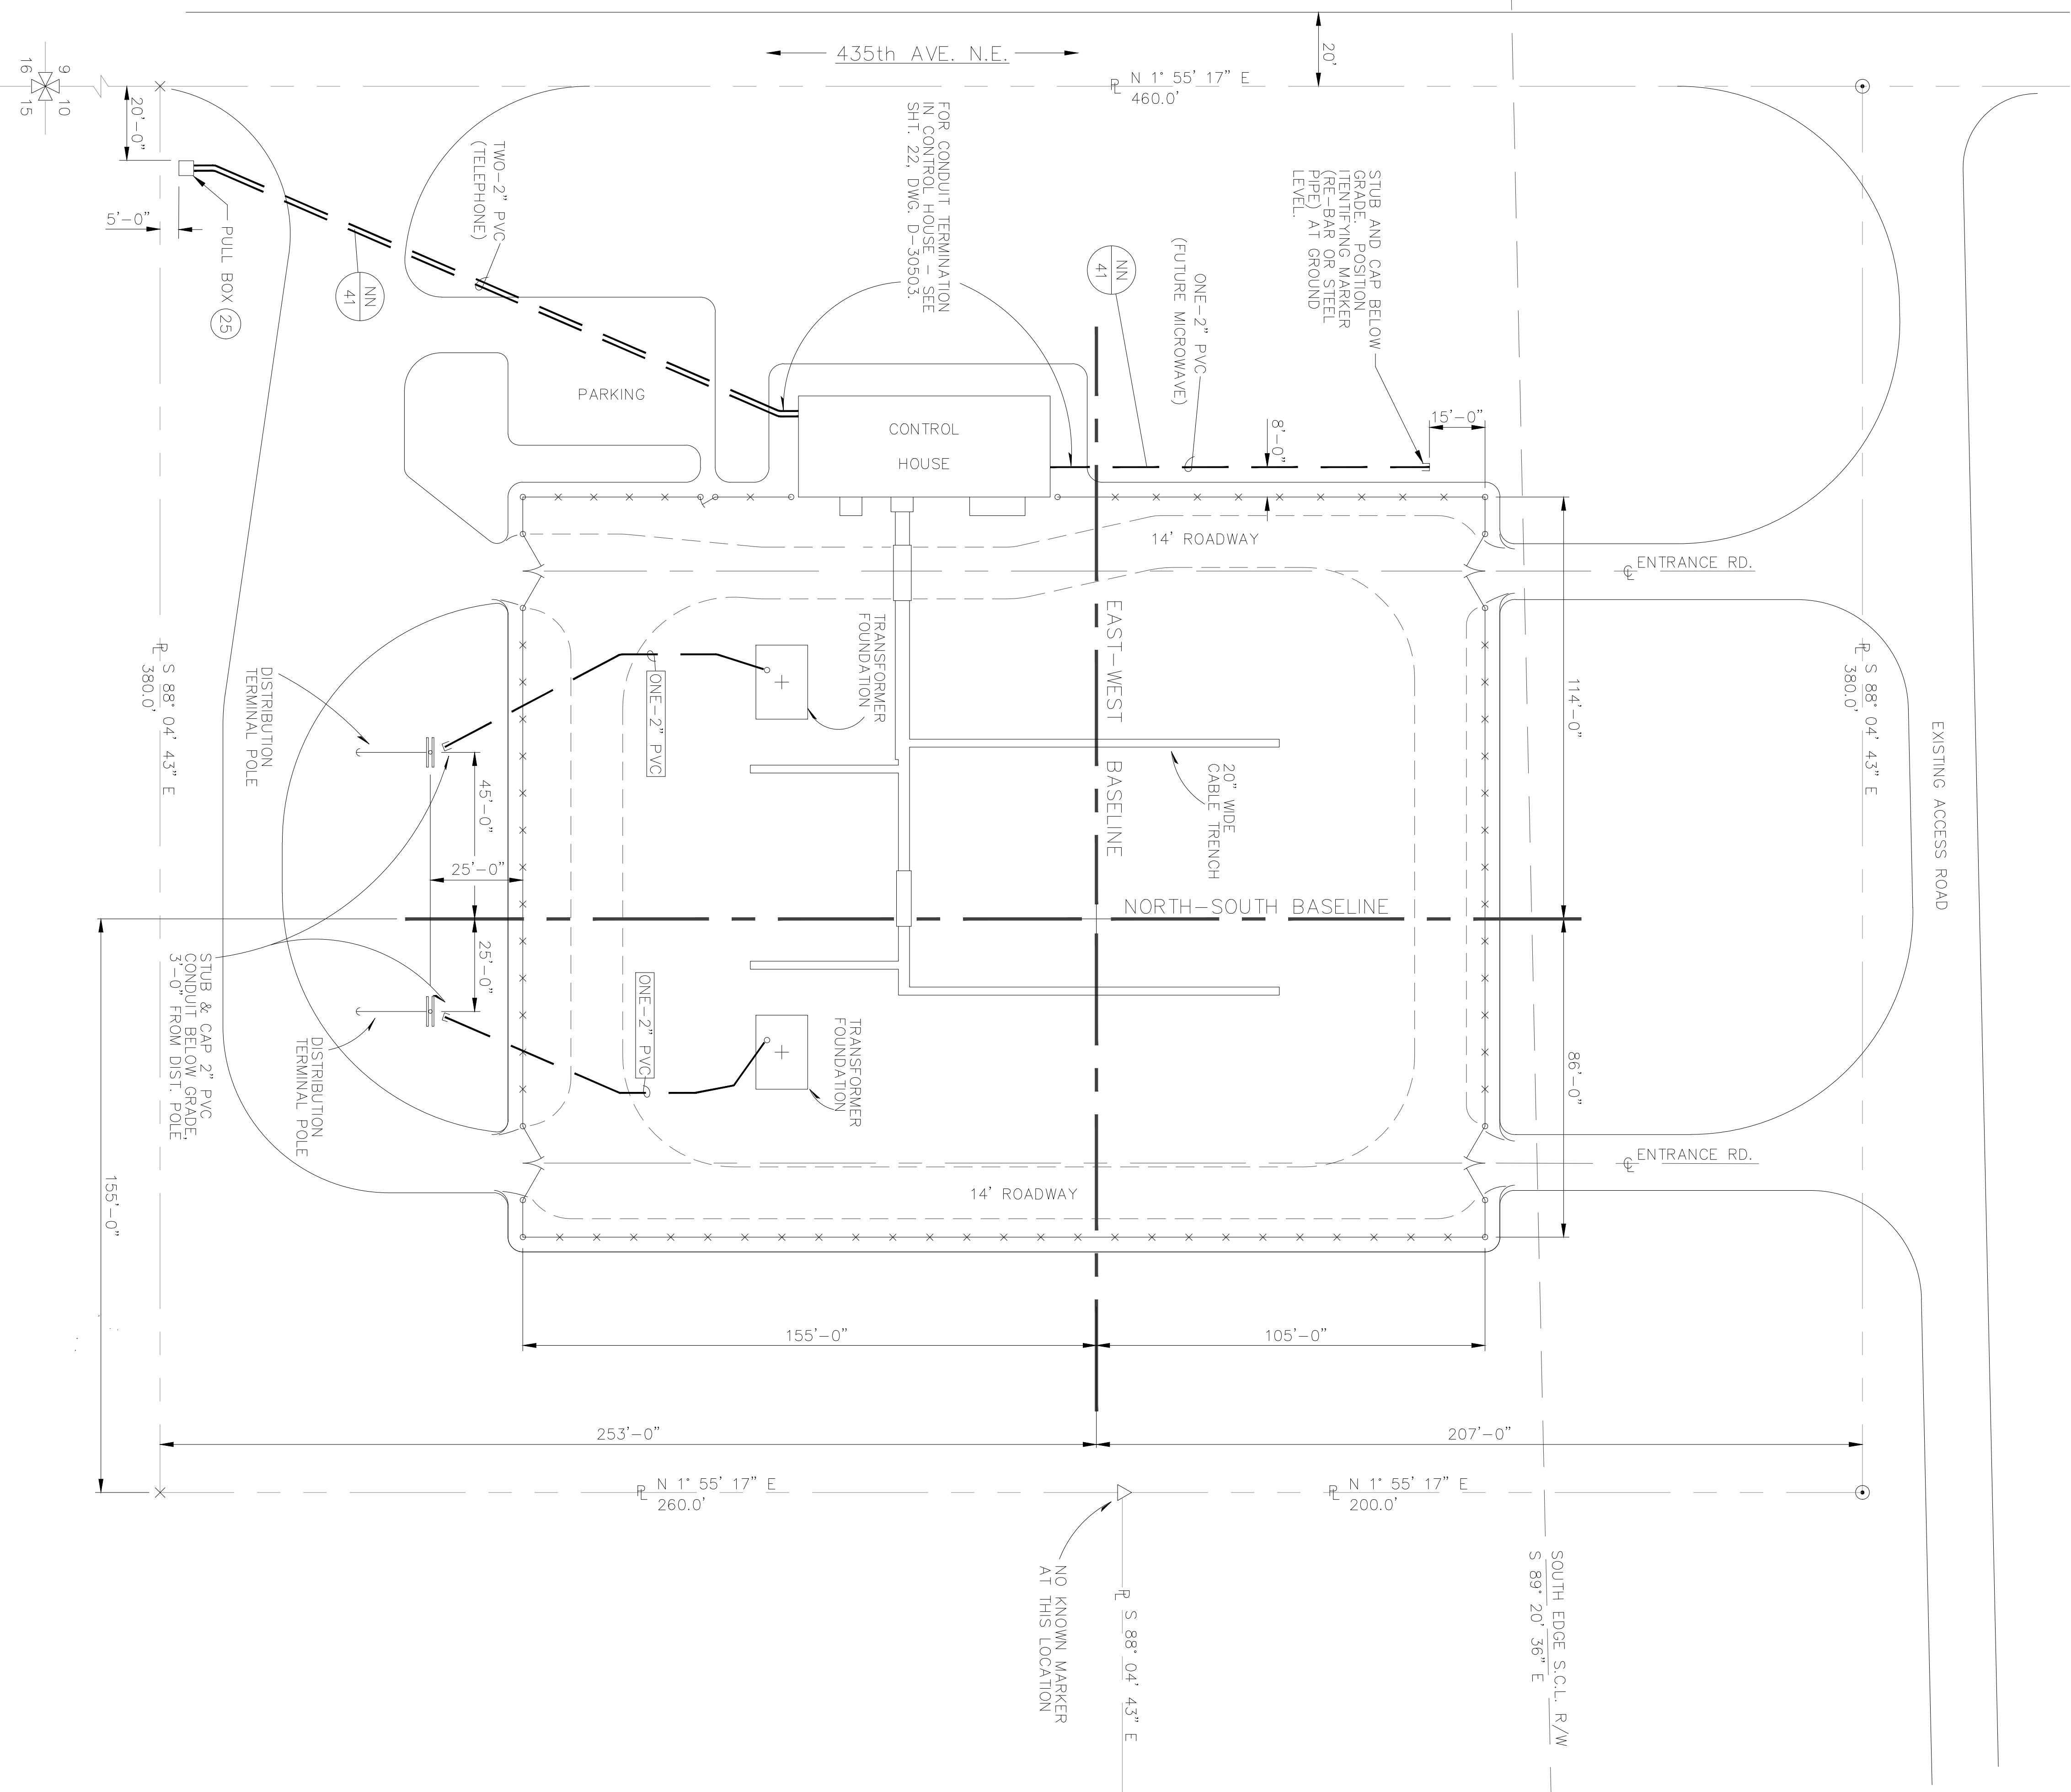 435th AVE. N.E.
20'
N 1° 55' 17" E
460.0'
9
16
10
15
20'-0"
5'-0"
PULL BOX 25
NN
41
TWO-2" PVC
(TELEPHONE)
FOR CONDUIT TERMINATION
IN CONTROL HOUSE - SEE
SHT. 22, DWG. D-30503.
NN
41
ONE-2" PVC
(FUTURE MICROWAVE)
STUB AND CAP BELOW
GRADE. POSITION
ITENTIFYING MARKER
(RE-BAR OR STEEL
PIPE) AT GROUND
LEVEL.
15'-0"
8'-0"
PARKING
CONTROL
HOUSE
14' ROADWAY
ENTRANCE RD.
EAST-WEST BASELINE
TRANSFORMER
FOUNDATION
ONE-2" PVC
DISTRIBUTION
TERMINAL POLE
S 88° 04' 43" E
380.0'
S 88° 04' 43" E
380.0'
EXISTING ACCESS ROAD
114'-0"
20" WIDE
CABLE TRENCH
45'-0"
25'-0"
NORTH-SOUTH BASELINE
25'-0"
86'-0"
STUB & CAP 2" PVC
CONDUIT BELOW GRADE,
3'-0" FROM DIST. POLE
ONE-2" PVC
TRANSFORMER
FOUNDATION
DISTRIBUTION
TERMINAL POLE
ENTRANCE RD.
14' ROADWAY
155'-0"
155'-0"
105'-0"
253'-0"
207'-0"
N 1° 55' 17" E
260.0'
N 1° 55' 17" E
200.0'
NO KNOWN MARKER
AT THIS LOCATION
S 88° 04' 43" E
SOUTH EDGE S.C.L. R/W
S 89° 20' 36" E